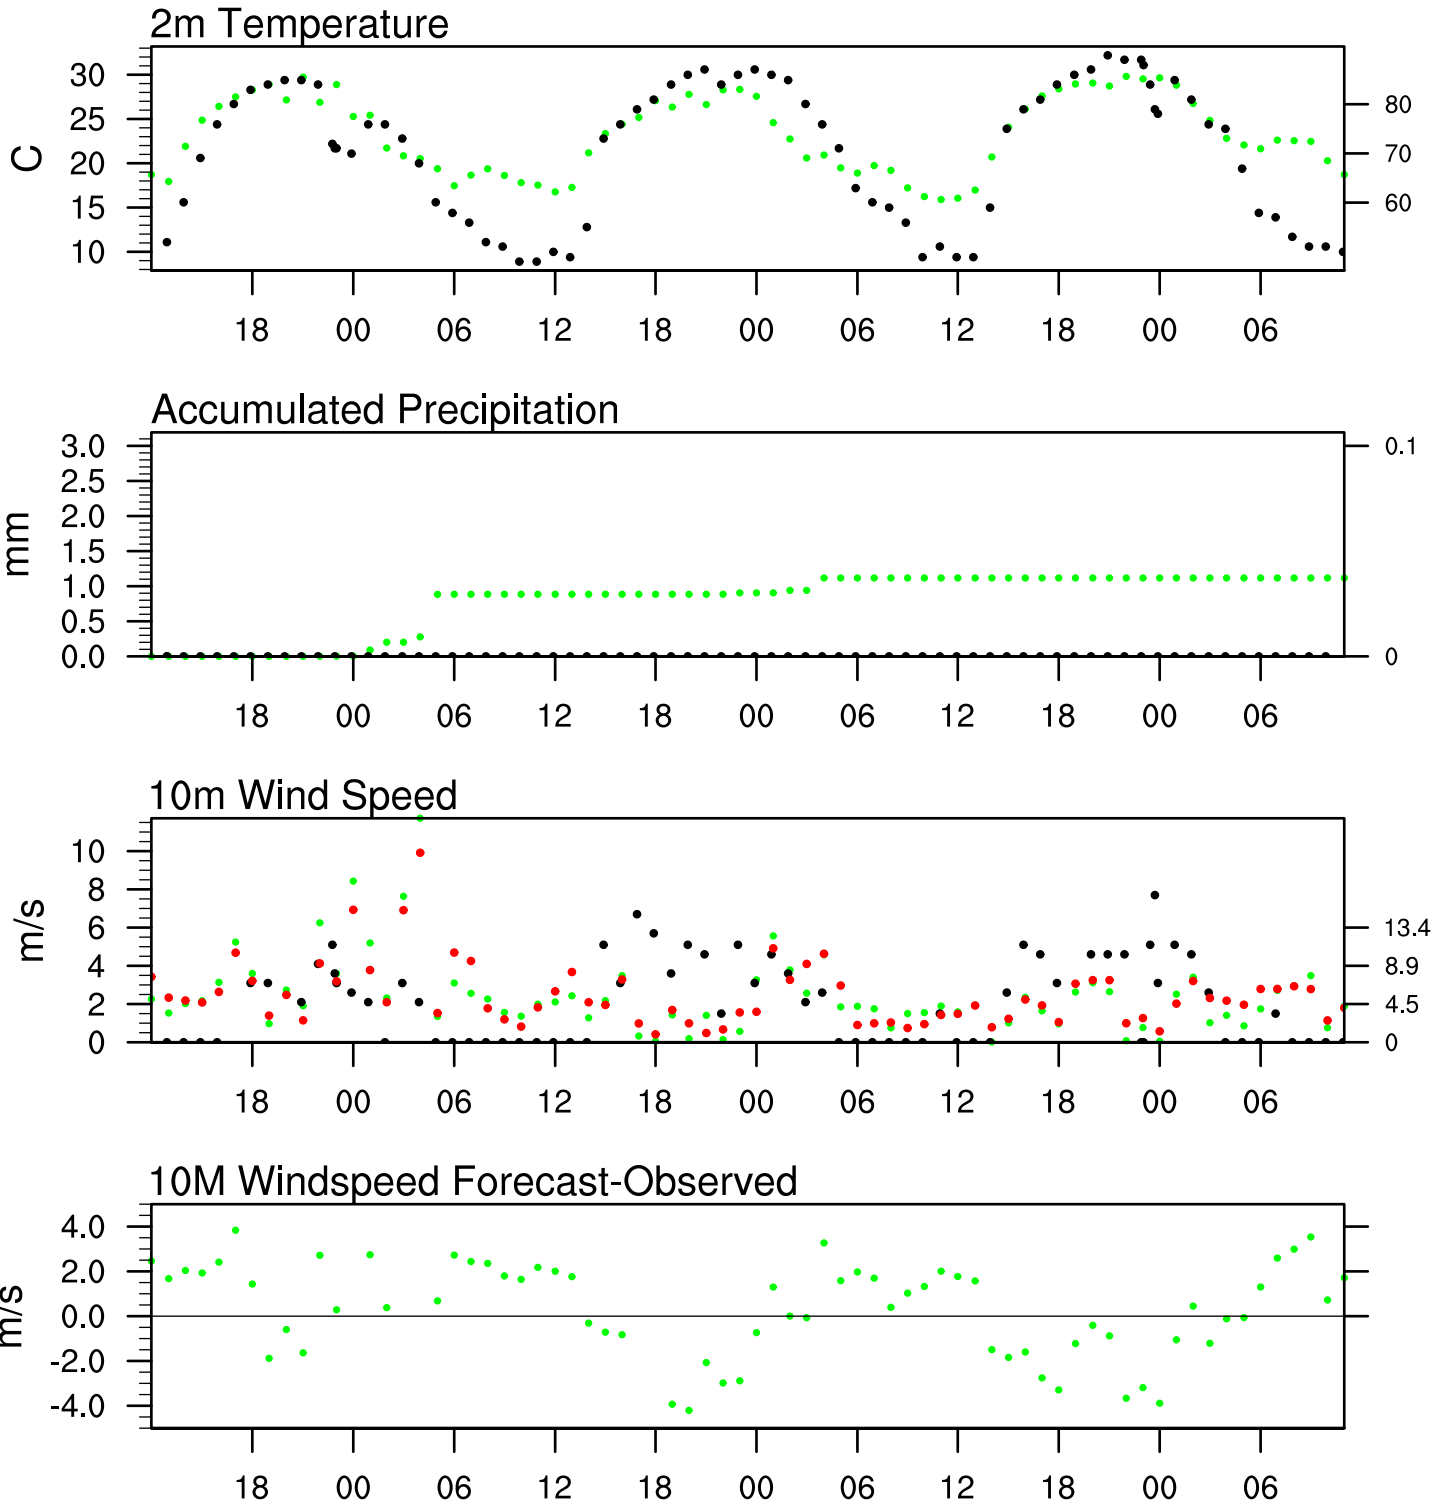 2m Temperature
30
25
20
15
10
C
80
70
60
18 00 06 12 18 00 06 12 18 00 06
Accumulated Precipitation
3.0
2.5
2.0
1.5
1.0
0.5
0.0
mm
0.1
0
18 00 06 12 18 00 06 12 18 00 06
10m Wind Speed
10
8
6
4
2
0
m/s
13.4
8.9
4.5
0
18 00 06 12 18 00 06 12 18 00 06
10M Windspeed Forecast-Observed
4.0
2.0
0.0
-2.0
-4.0
m/s
18 00 06 12 18 00 06 12 18 00 06